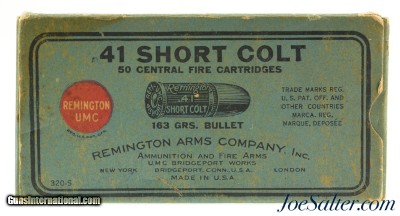 .41 SHORT COLT
50 CENTRAL FIRE CARTRIDGES
REMINGTON
UMC
Remington
.41
SHORT COLT
163 GRS. BULLET
TRADE MARKS REG.
U.S. PAT. OFF. AND
OTHER COUNTRIES
MARCA. REG.
MARQUE, DEPOSÉE
REMINGTON ARMS COMPANY, INC.
AMMUNITION AND FIRE ARMS
UMC BRIDGEPORT WORKS
NEW YORK BRIDGEPORT, CONN., U.S.A. LONDON
MADE IN U.S.A.
320-S
GunsInternational.com
JoeSalter.com